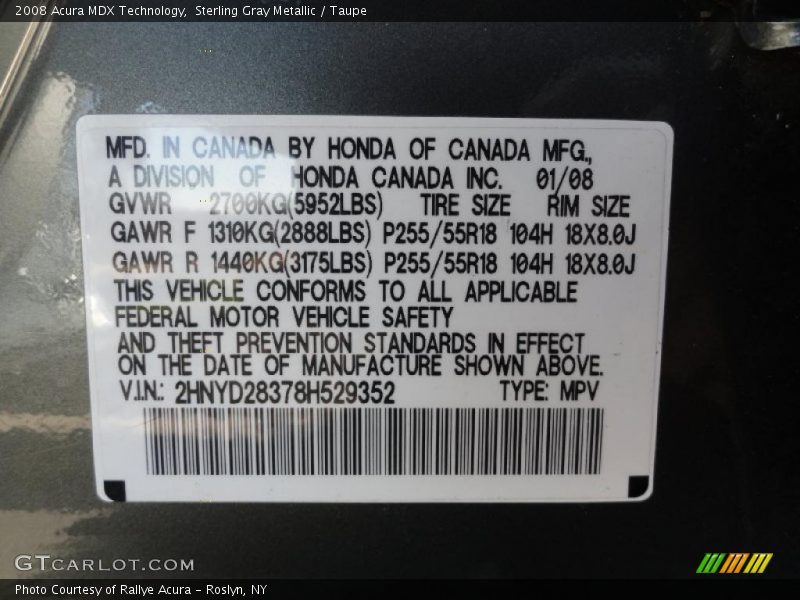 2008 Acura MDX Technology, Sterling Gray Metallic / Taupe
MFD. IN CANADA BY HONDA OF CANADA MFG.,
A DIVISION OF HONDA CANADA INC. 01/08
GVWR 2700KG(5952LBS) TIRE SIZE RIM SIZE
GAWR F 1310KG(2888LBS) P255/55R18 104H 18X8.0J
GAWR R 1440KG(3175LBS) P255/55R18 104H 18X8.0J
THIS VEHICLE CONFORMS TO ALL APPLICABLE
FEDERAL MOTOR VEHICLE SAFETY
AND THEFT PREVENTION STANDARDS IN EFFECT
ON THE DATE OF MANUFACTURE SHOWN ABOVE.
V.I.N.: 2HNYD28378H529352 TYPE: MPV
GTCARLOT.COM
Photo Courtesy of Rallye Acura - Roslyn, NY